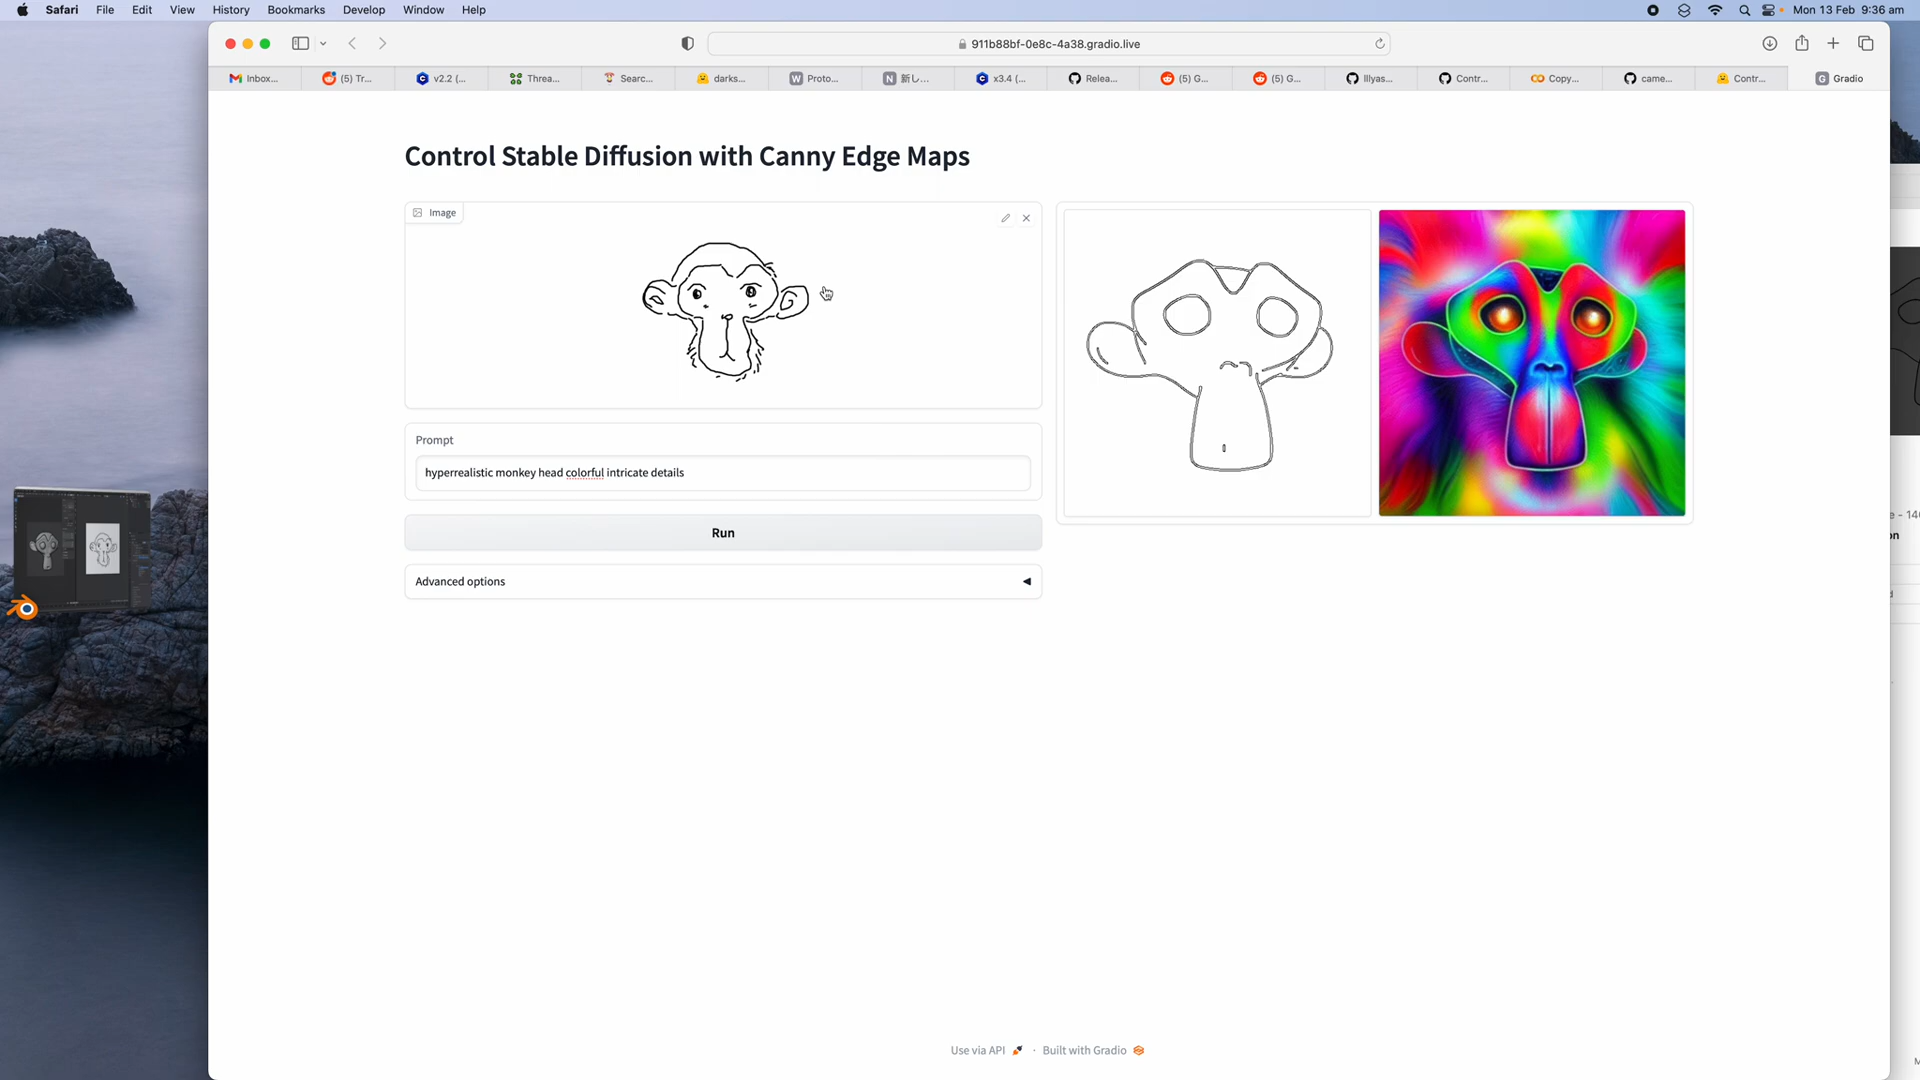 Safari File Edit View History Bookmarks Develop Window Help Mon 13 Feb 9:36 am
911b88bf-0e8c-4a38.gradio.live
Inbox... (5) Tr... v2.2 (... Threa... Searc... darks... Proto... 新し... x3.4 (... Relea... (5) G... (5) G... Illyas... Contr... Copy... came... Contr... Gradio
Control Stable Diffusion with Canny Edge Maps
Image
Prompt
hyperrealistic monkey head colorful intricate details
Run
Advanced options
Use via API · Built with Gradio